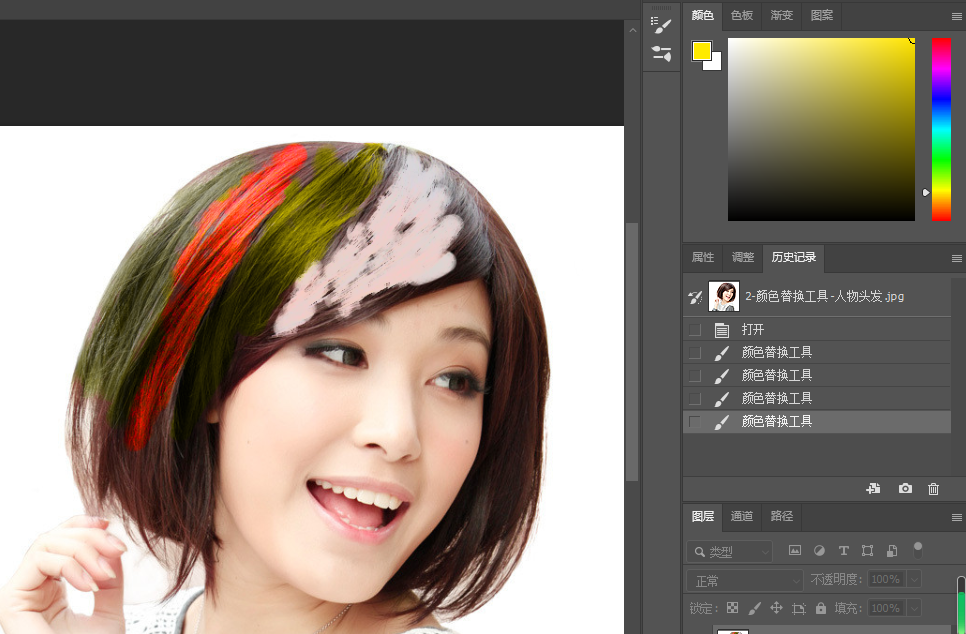 颜色 色板 渐变 图案
属性 调整 历史记录
2-颜色替换工具-人物头发.jpg
打开
颜色替换工具
颜色替换工具
颜色替换工具
颜色替换工具
图层 通道 路径
类型
正常 不透明度: 100%
锁定: 填充: 100%